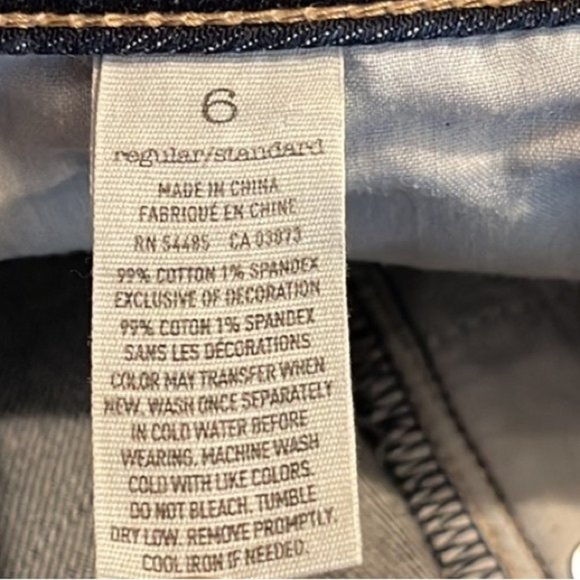 6
regular/standard
MADE IN CHINA
FABRIQUÉ EN CHINE
RN 54485 CA 03073
99% COTTON 1% SPANDEX
EXCLUSIVE OF DECORATION
99% COTON 1% SPANDEX
SANS LES DÉCORATIONS
COLOR MAY TRANSFER WHEN
NEW. WASH ONCE SEPARATELY
IN COLD WATER BEFORE
WEARING. MACHINE WASH
COLD WITH LIKE COLORS.
DO NOT BLEACH. TUMBLE
DRY LOW. REMOVE PROMPTLY.
COOL IRON IF NEEDED.